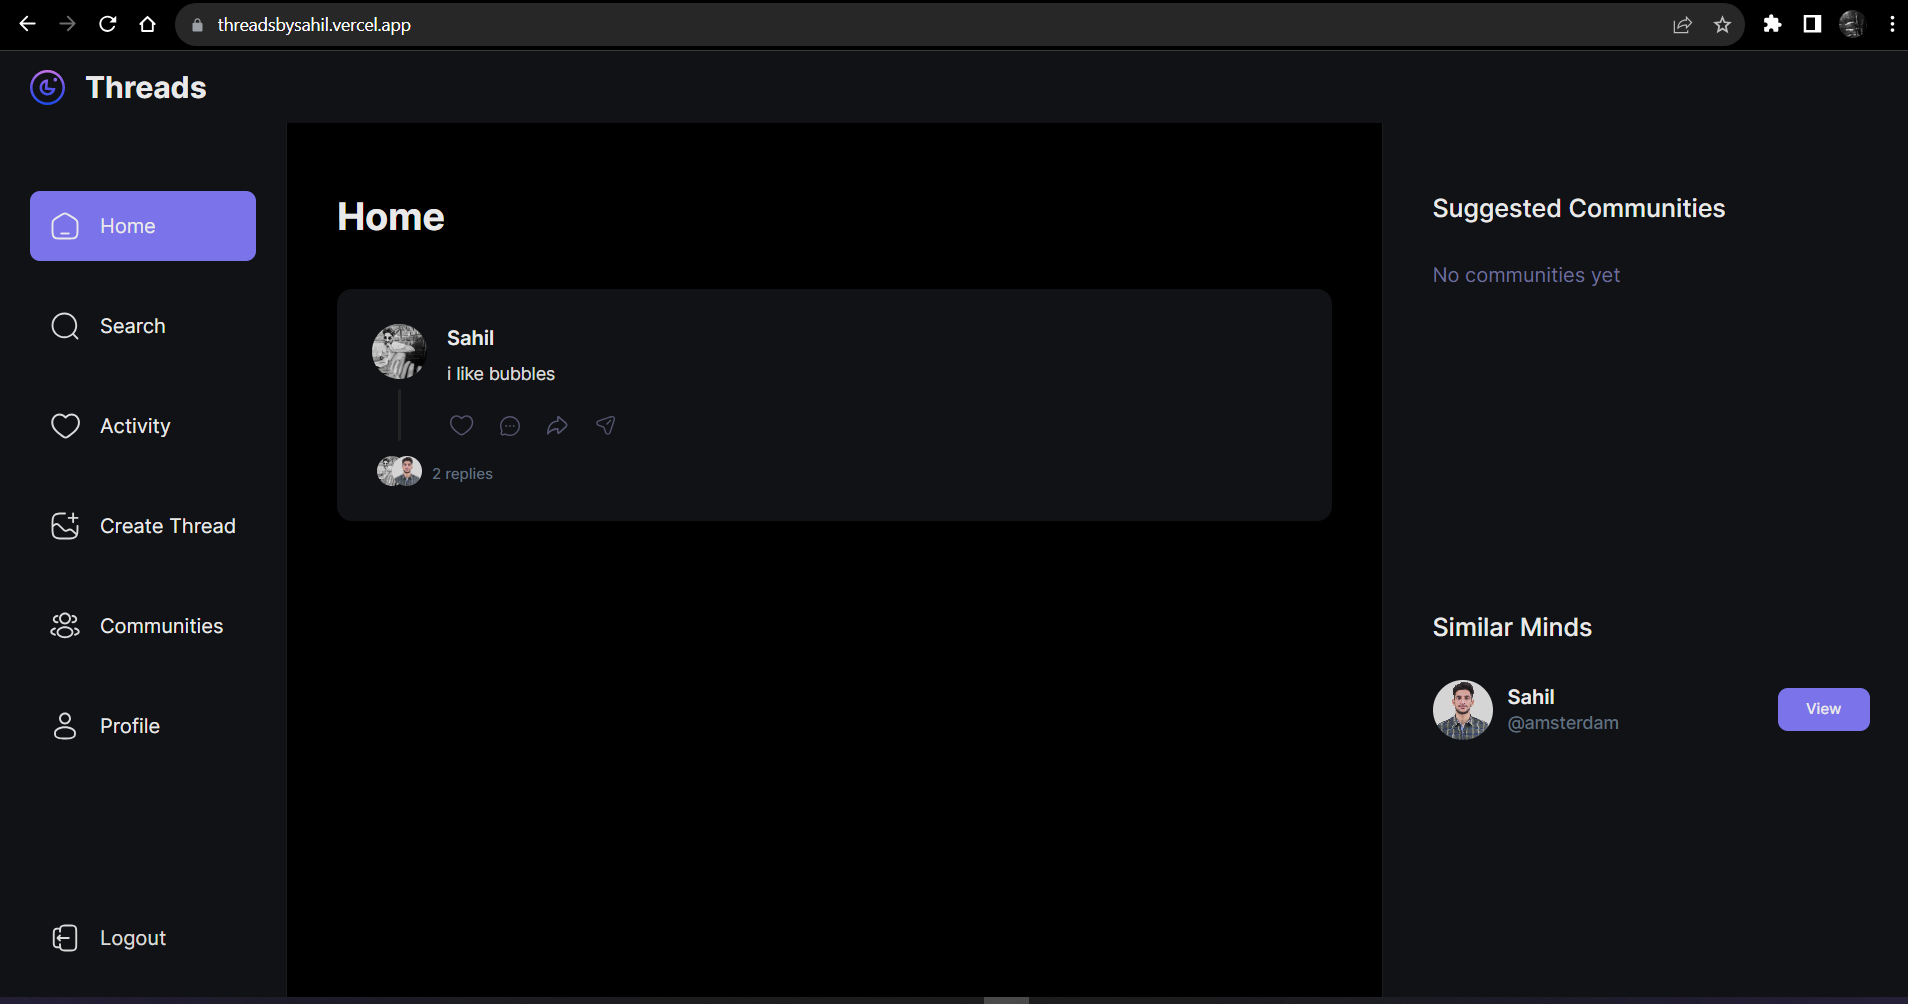 threadsbysahil.vercel.app
Threads
Home
Search
Activity
Create Thread
Communities
Profile
Logout
Home
Sahil
i like bubbles
2 replies
Suggested Communities
No communities yet
Similar Minds
Sahil
@amsterdam
View